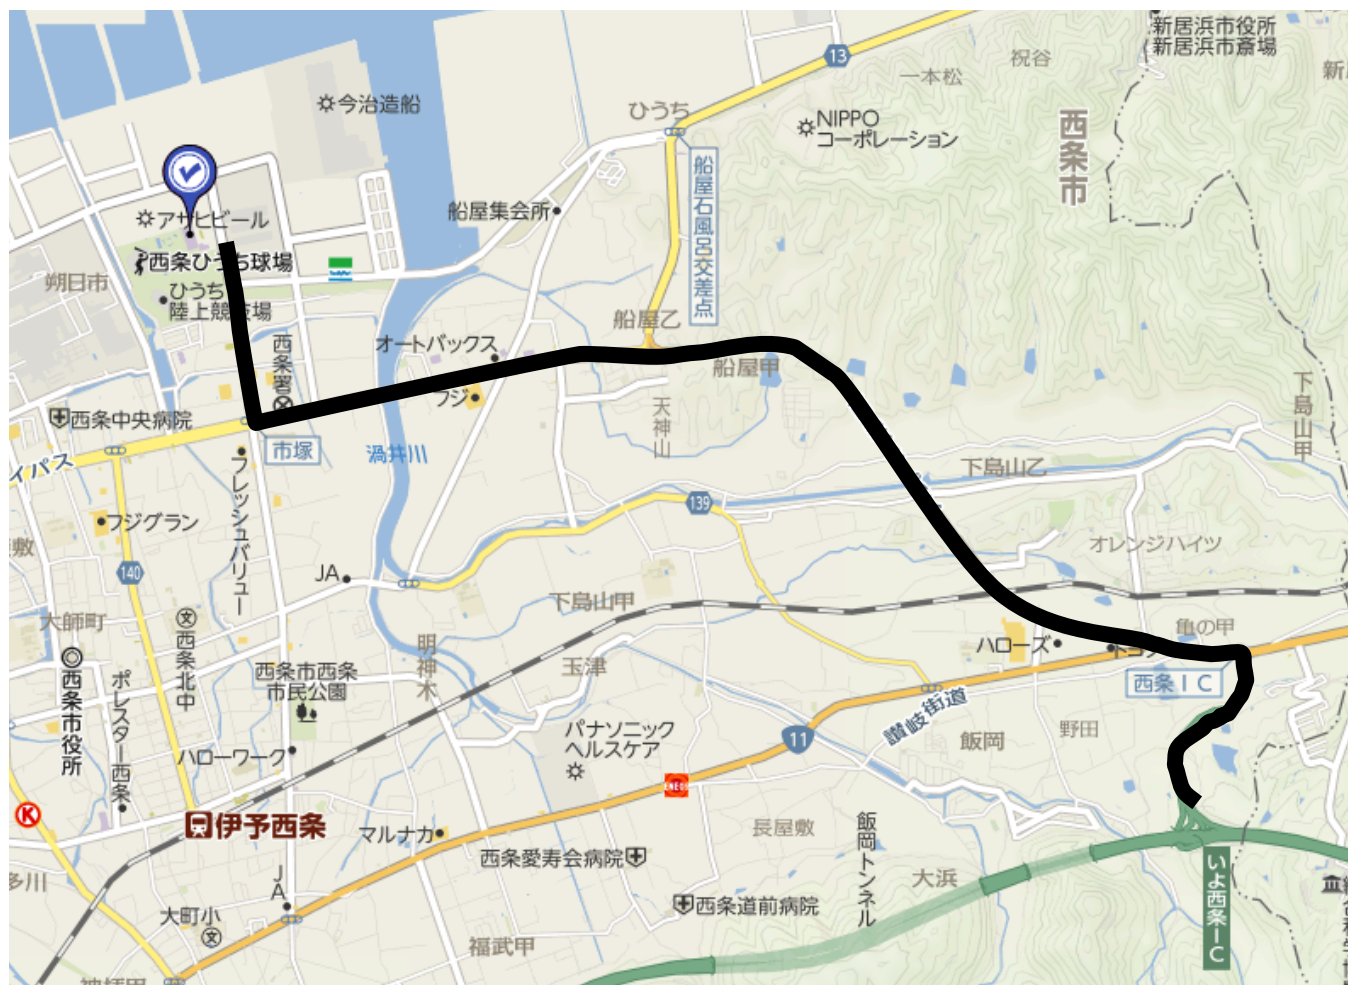 新居浜市役所
新居浜市斎場
13
祝谷
一本松
今治造船
ひうち
NIPPO
コーポレーション
西条市
船屋石風呂交差点
アサヒビール
船屋集会所
西条ひうち球場
朔日市
ひうち
陸上競技場
船屋乙
西条署
オートバックス
船屋甲
フジ
下島山甲
西条中央病院
市塚
天神山
渦井川
イパス
下島山乙
フレッシュバリュー
139
フジグラン
オレンジハイツ
敷
140
JA
下島山甲
大師町
西条北中
明神木
亀の甲
ハローズ
西条市西条
市民公園
玉津
西条IC
西条市役所
ポレスター西条
讃岐街道
パナソニック
ヘルスケア
11
飯岡
野田
ハローワーク
ENEOS
K
伊予西条
マルナカ
長屋敷
飯岡トンネル
西条愛寿会病院
いよ西条IC
多川
JA
大浜
西条道前病院
大町小
福武甲